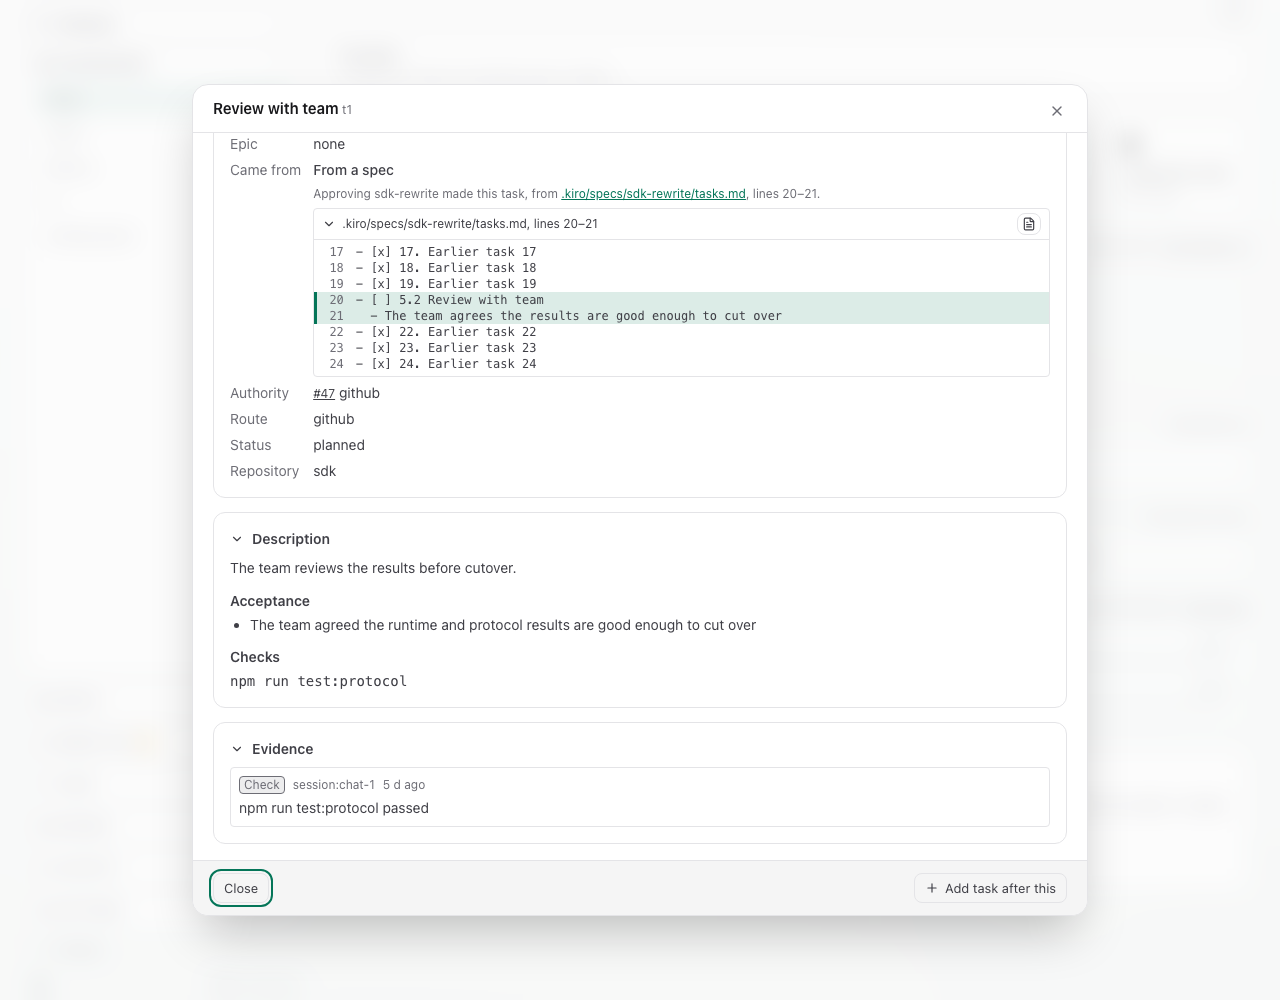 Review with team t1
Epic none
Came from From a spec
Approving sdk-rewrite made this task, from .kiro/specs/sdk-rewrite/tasks.md, lines 20–21.
.kiro/specs/sdk-rewrite/tasks.md, lines 20–21
17 – [x] 17. Earlier task 17
18 – [x] 18. Earlier task 18
19 – [x] 19. Earlier task 19
20 – [ ] 5.2 Review with team
21 – The team agrees the results are good enough to cut over
22 – [x] 22. Earlier task 22
23 – [x] 23. Earlier task 23
24 – [x] 24. Earlier task 24
Authority #47 github
Route github
Status planned
Repository sdk
Description
The team reviews the results before cutover.
Acceptance
• The team agreed the runtime and protocol results are good enough to cut over
Checks
npm run test:protocol
Evidence
Check session:chat-1 5 d ago
npm run test:protocol passed
Close + Add task after this